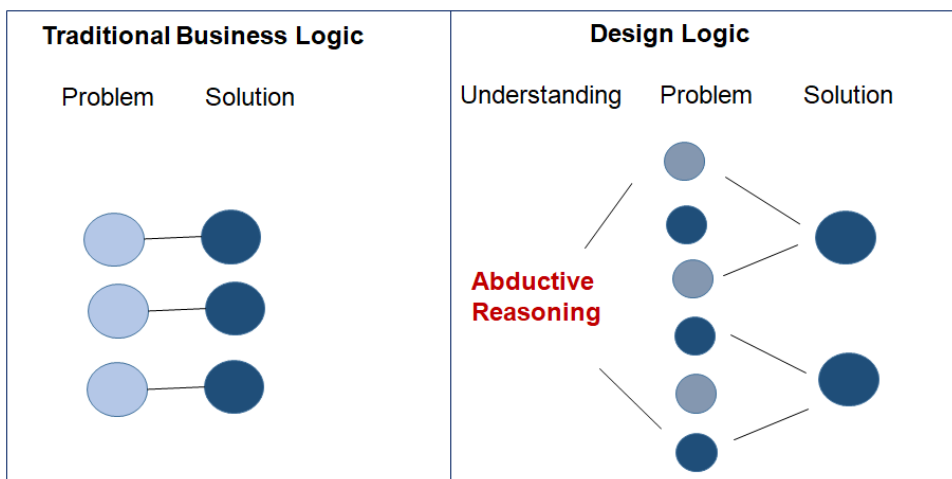 Traditional Business Logic
Problem
Solution
Design Logic
Understanding
Problem
Solution
Abductive
Reasoning